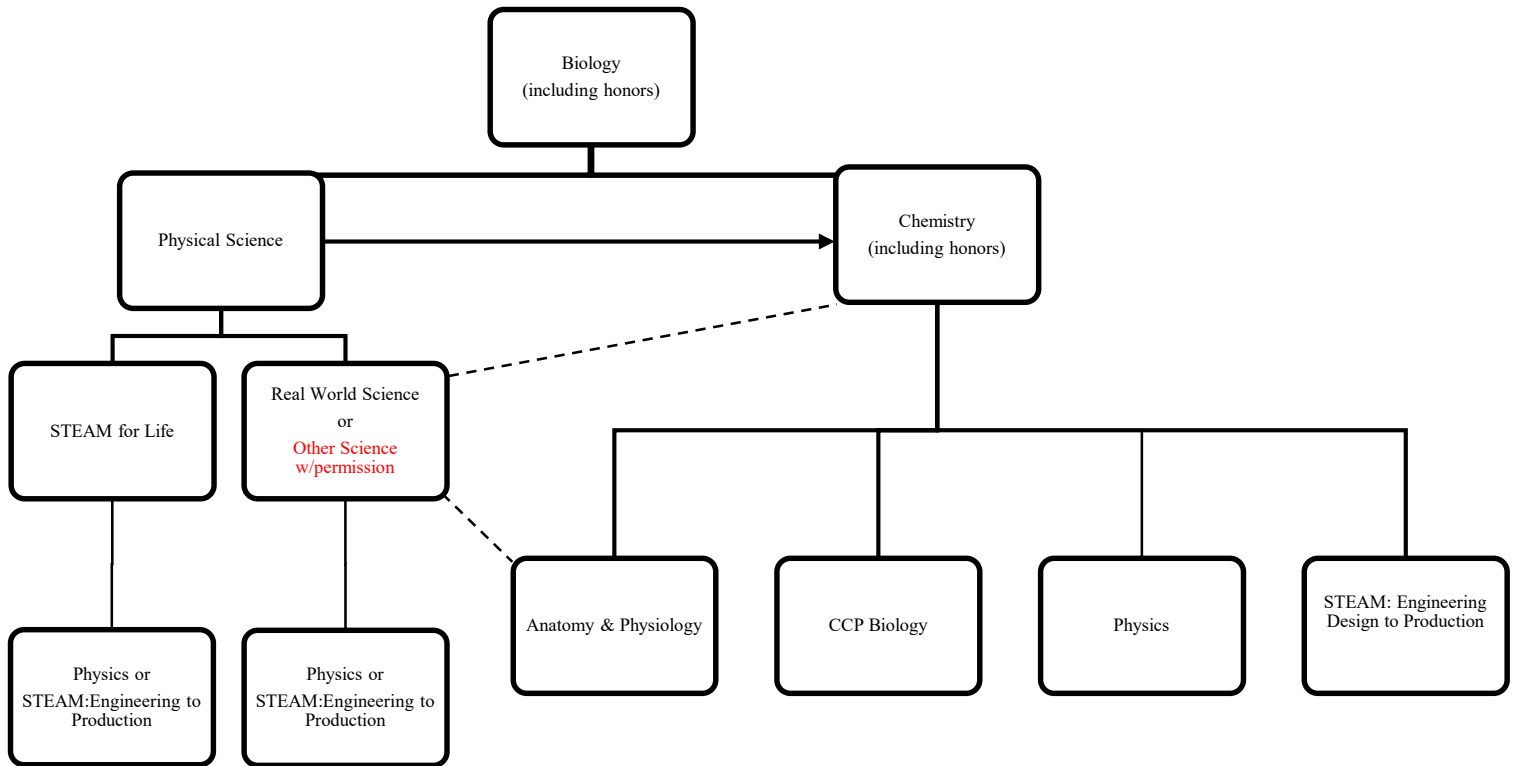 Biology
(including honors)
Physical Science
Chemistry
(including honors)
STEAM for Life
Real World Science
or
Other Science
w/permission
Anatomy & Physiology
CCP Biology
Physics
STEAM: Engineering
Design to Production
Physics or
STEAM:Engineering to
Production
Physics or
STEAM:Engineering to
Production